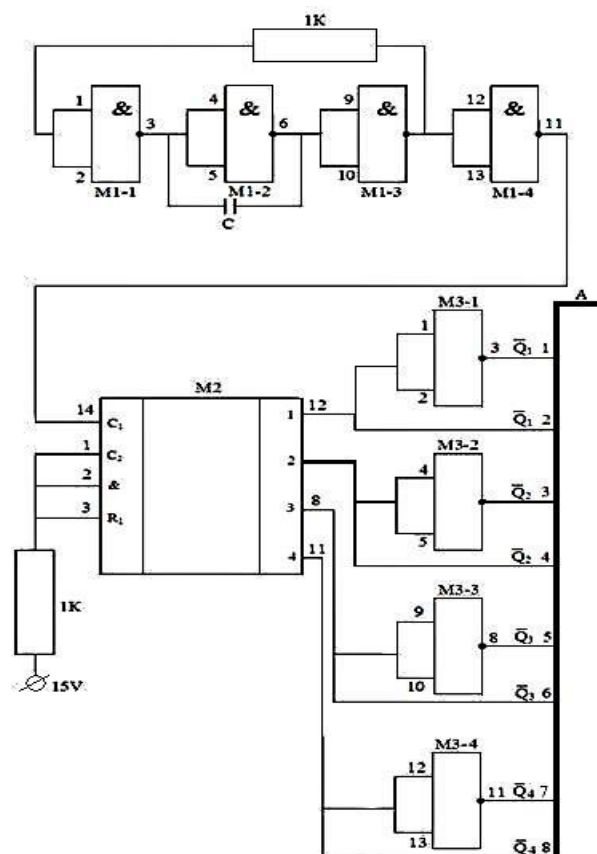 1K
1
&
3
4
&
6
9
&
12
&
11
2
5
10
13
M1-1
M1-2
M1-3
M1-4
C
A
M3-1
1
3
Q̅₁ 1
M2
2
14
C₁
1
12
Q̅₁ 2
1
C₂
M3-2
2
&
2
4
Q̅₂ 3
3
R₁
3
8
5
4
11
Q̅₂ 4
M3-3
1K
9
8
Q̅₃ 5
10
15V
Q̅₃ 6
M3-4
12
11
Q̅₄ 7
13
Q̅₄ 8